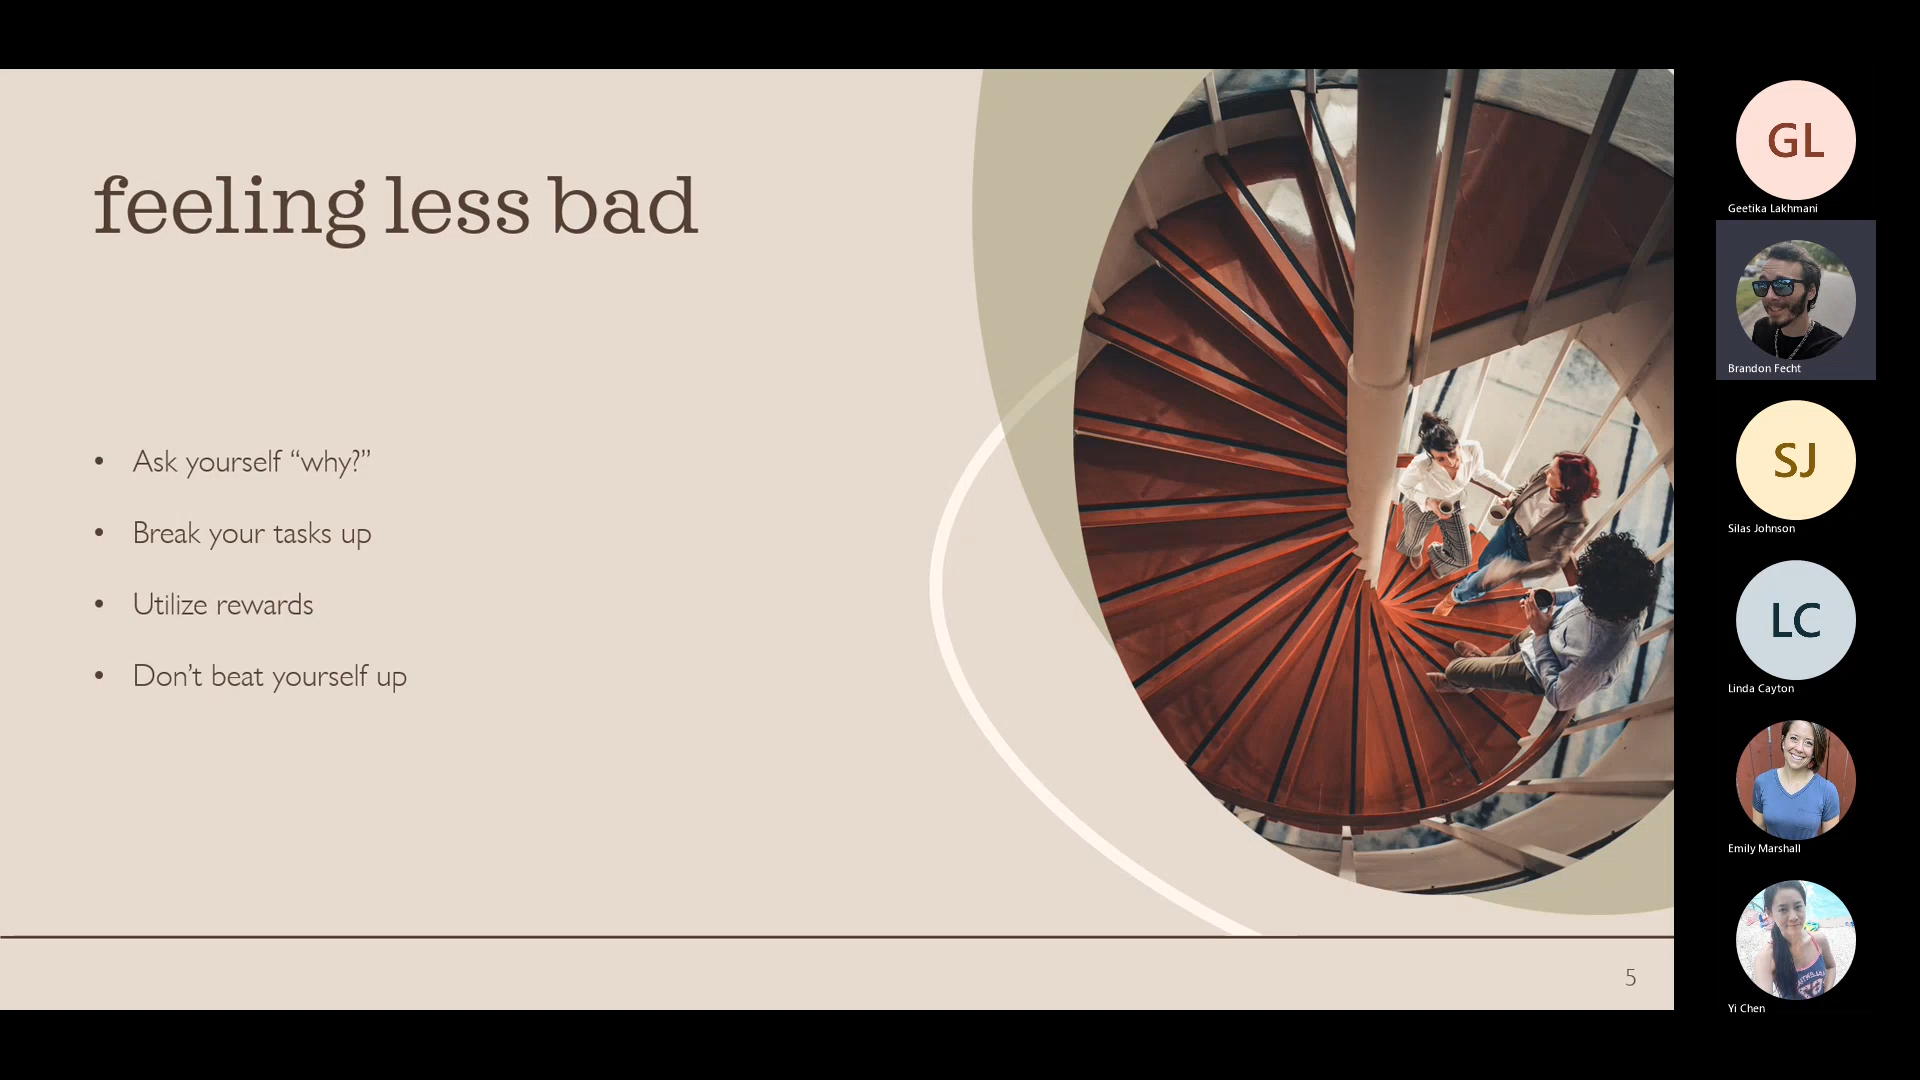 feeling less bad
• Ask yourself “why?”
• Break your tasks up
• Utilize rewards
• Don’t beat yourself up
5
GL
Geetika Lakhmani
Brandon Fecht
SJ
Silas Johnson
LC
Linda Cayton
Emily Marshall
Yi Chen